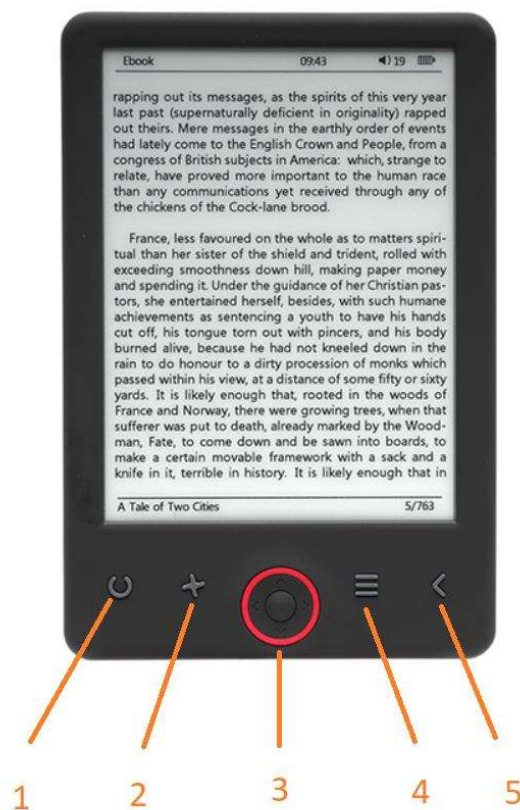 Ebook 09:43 19
rapping out its messages, as the spirits of this very year
last past (supernaturally deficient in originality) rapped
out theirs. Mere messages in the earthly order of events
had lately come to the English Crown and People, from a
congress of British subjects in America: which, strange to
relate, have proved more important to the human race
than any communications yet received through any of
the chickens of the Cock-lane brood.
France, less favoured on the whole as to matters spiri-
tual than her sister of the shield and trident, rolled with
exceeding smoothness down hill, making paper money
and spending it. Under the guidance of her Christian pas-
tors, she entertained herself, besides, with such humane
achievements as sentencing a youth to have his hands
cut off, his tongue torn out with pincers, and his body
burned alive, because he had not kneeled down in the
rain to do honour to a dirty procession of monks which
passed within his view, at a distance of some fifty or sixty
yards. It is likely enough that, rooted in the woods of
France and Norway, there were growing trees, when that
sufferer was put to death, already marked by the Wood-
man, Fate, to come down and be sawn into boards, to
make a certain movable framework with a sack and a
knife in it, terrible in history. It is likely enough that in
A Tale of Two Cities 5/763
1 2 3 4 5